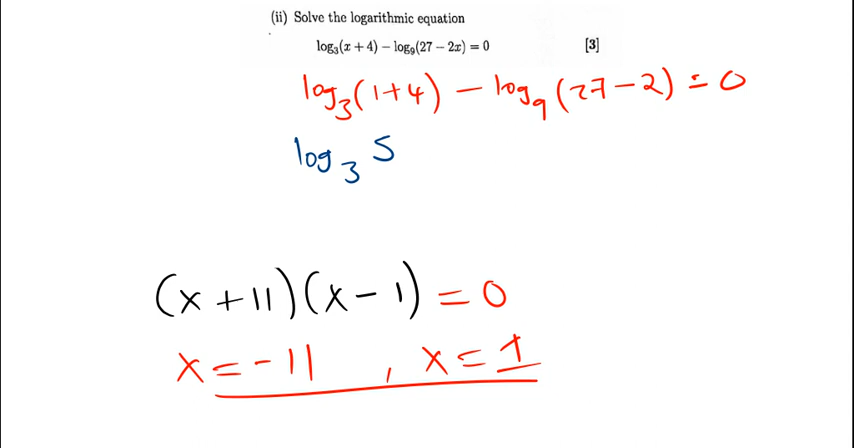 (ii) Solve the logarithmic equation
log₃(x + 4) − log₉(27 − 2x) = 0 [3]
log₃(1+4) − log₉(27−2) = 0
log₃ 5
(x + 11)(x − 1) = 0
x = −11 , x = 1